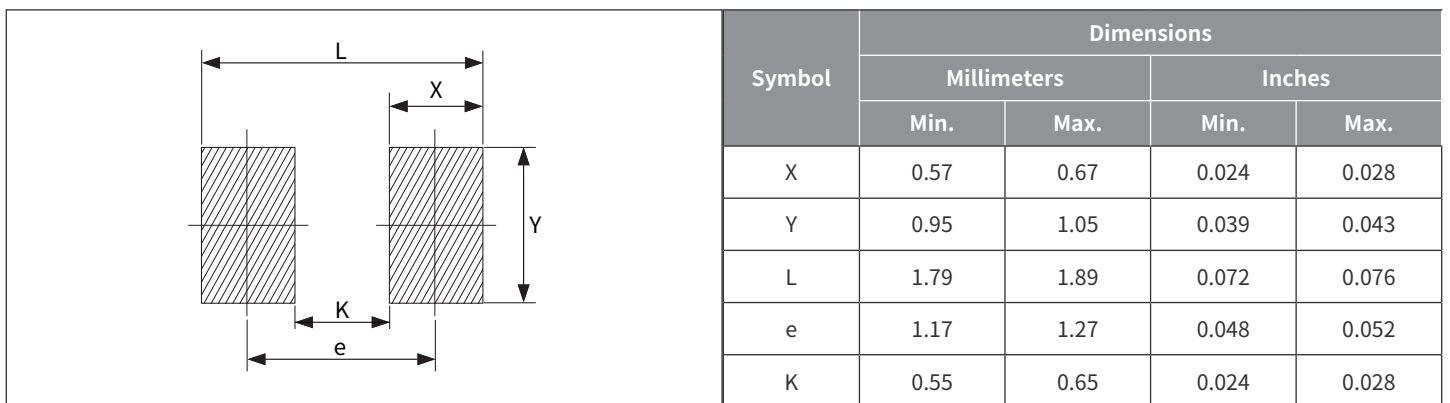 L
X
Y
K
e
Symbol Dimensions
Millimeters Inches
Min. Max. Min. Max.
X 0.57 0.67 0.024 0.028
Y 0.95 1.05 0.039 0.043
L 1.79 1.89 0.072 0.076
e 1.17 1.27 0.048 0.052
K 0.55 0.65 0.024 0.028